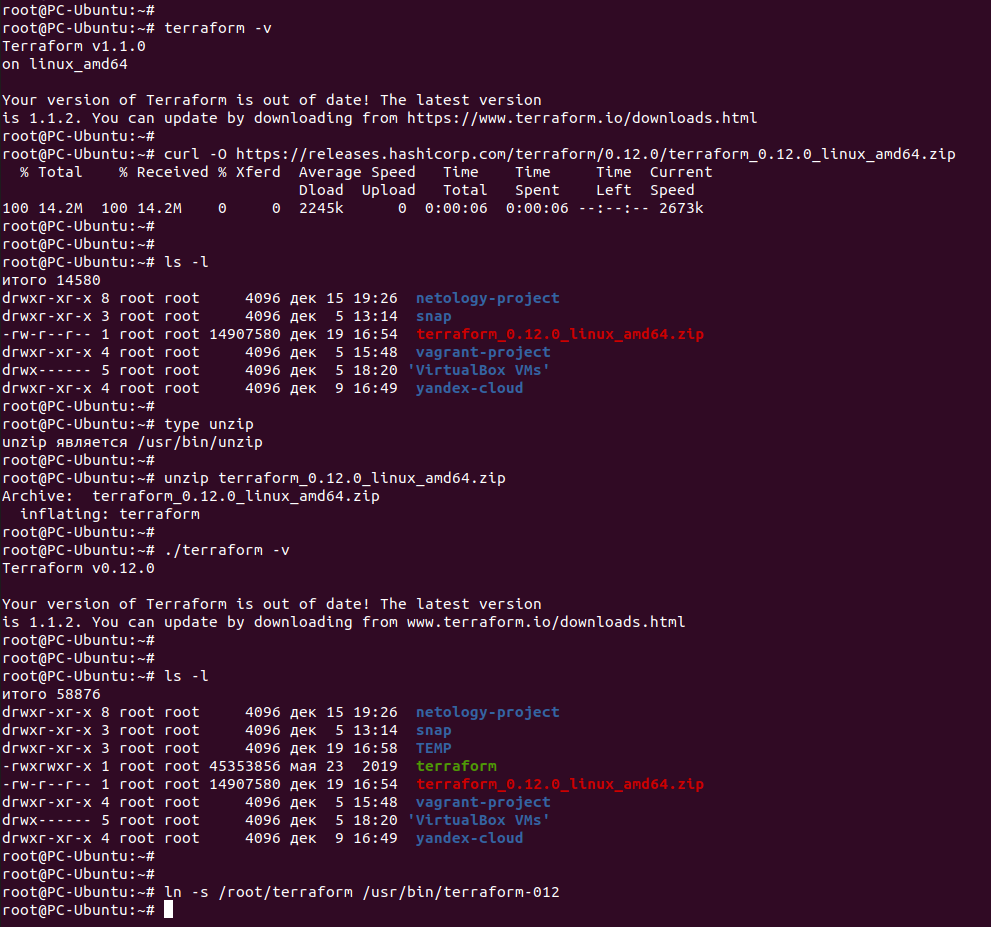 root@PC-Ubuntu:~#
root@PC-Ubuntu:~# terraform -v
Terraform v1.1.0
on linux_amd64

Your version of Terraform is out of date! The latest version
is 1.1.2. You can update by downloading from https://www.terraform.io/downloads.html
root@PC-Ubuntu:~#
root@PC-Ubuntu:~# curl -O https://releases.hashicorp.com/terraform/0.12.0/terraform_0.12.0_linux_amd64.zip
  % Total    % Received % Xferd  Average Speed   Time    Time     Time  Current
                                 Dload  Upload   Total   Spent    Left  Speed
100 14.2M  100 14.2M    0     0  2245k      0  0:00:06  0:00:06 --:--:-- 2673k
root@PC-Ubuntu:~#
root@PC-Ubuntu:~#
root@PC-Ubuntu:~# ls -l
итого 14580
drwxr-xr-x 8 root root     4096 дек 15 19:26  netology-project
drwxr-xr-x 3 root root     4096 дек  5 13:14  snap
-rw-r--r-- 1 root root 14907580 дек 19 16:54  terraform_0.12.0_linux_amd64.zip
drwxr-xr-x 4 root root     4096 дек  5 15:48  vagrant-project
drwx------ 5 root root     4096 дек  5 18:20 'VirtualBox VMs'
drwxr-xr-x 4 root root     4096 дек  9 16:49  yandex-cloud
root@PC-Ubuntu:~#
root@PC-Ubuntu:~# type unzip
unzip является /usr/bin/unzip
root@PC-Ubuntu:~#
root@PC-Ubuntu:~# unzip terraform_0.12.0_linux_amd64.zip
Archive:  terraform_0.12.0_linux_amd64.zip
  inflating: terraform
root@PC-Ubuntu:~#
root@PC-Ubuntu:~# ./terraform -v
Terraform v0.12.0

Your version of Terraform is out of date! The latest version
is 1.1.2. You can update by downloading from www.terraform.io/downloads.html
root@PC-Ubuntu:~#
root@PC-Ubuntu:~#
root@PC-Ubuntu:~# ls -l
итого 58876
drwxr-xr-x 8 root root     4096 дек 15 19:26  netology-project
drwxr-xr-x 3 root root     4096 дек  5 13:14  snap
drwxr-xr-x 3 root root     4096 дек 19 16:58  TEMP
-rwxrwxr-x 1 root root 45353856 мая 23  2019  terraform
-rw-r--r-- 1 root root 14907580 дек 19 16:54  terraform_0.12.0_linux_amd64.zip
drwxr-xr-x 4 root root     4096 дек  5 15:48  vagrant-project
drwx------ 5 root root     4096 дек  5 18:20 'VirtualBox VMs'
drwxr-xr-x 4 root root     4096 дек  9 16:49  yandex-cloud
root@PC-Ubuntu:~#
root@PC-Ubuntu:~#
root@PC-Ubuntu:~# ln -s /root/terraform /usr/bin/terraform-012
root@PC-Ubuntu:~#